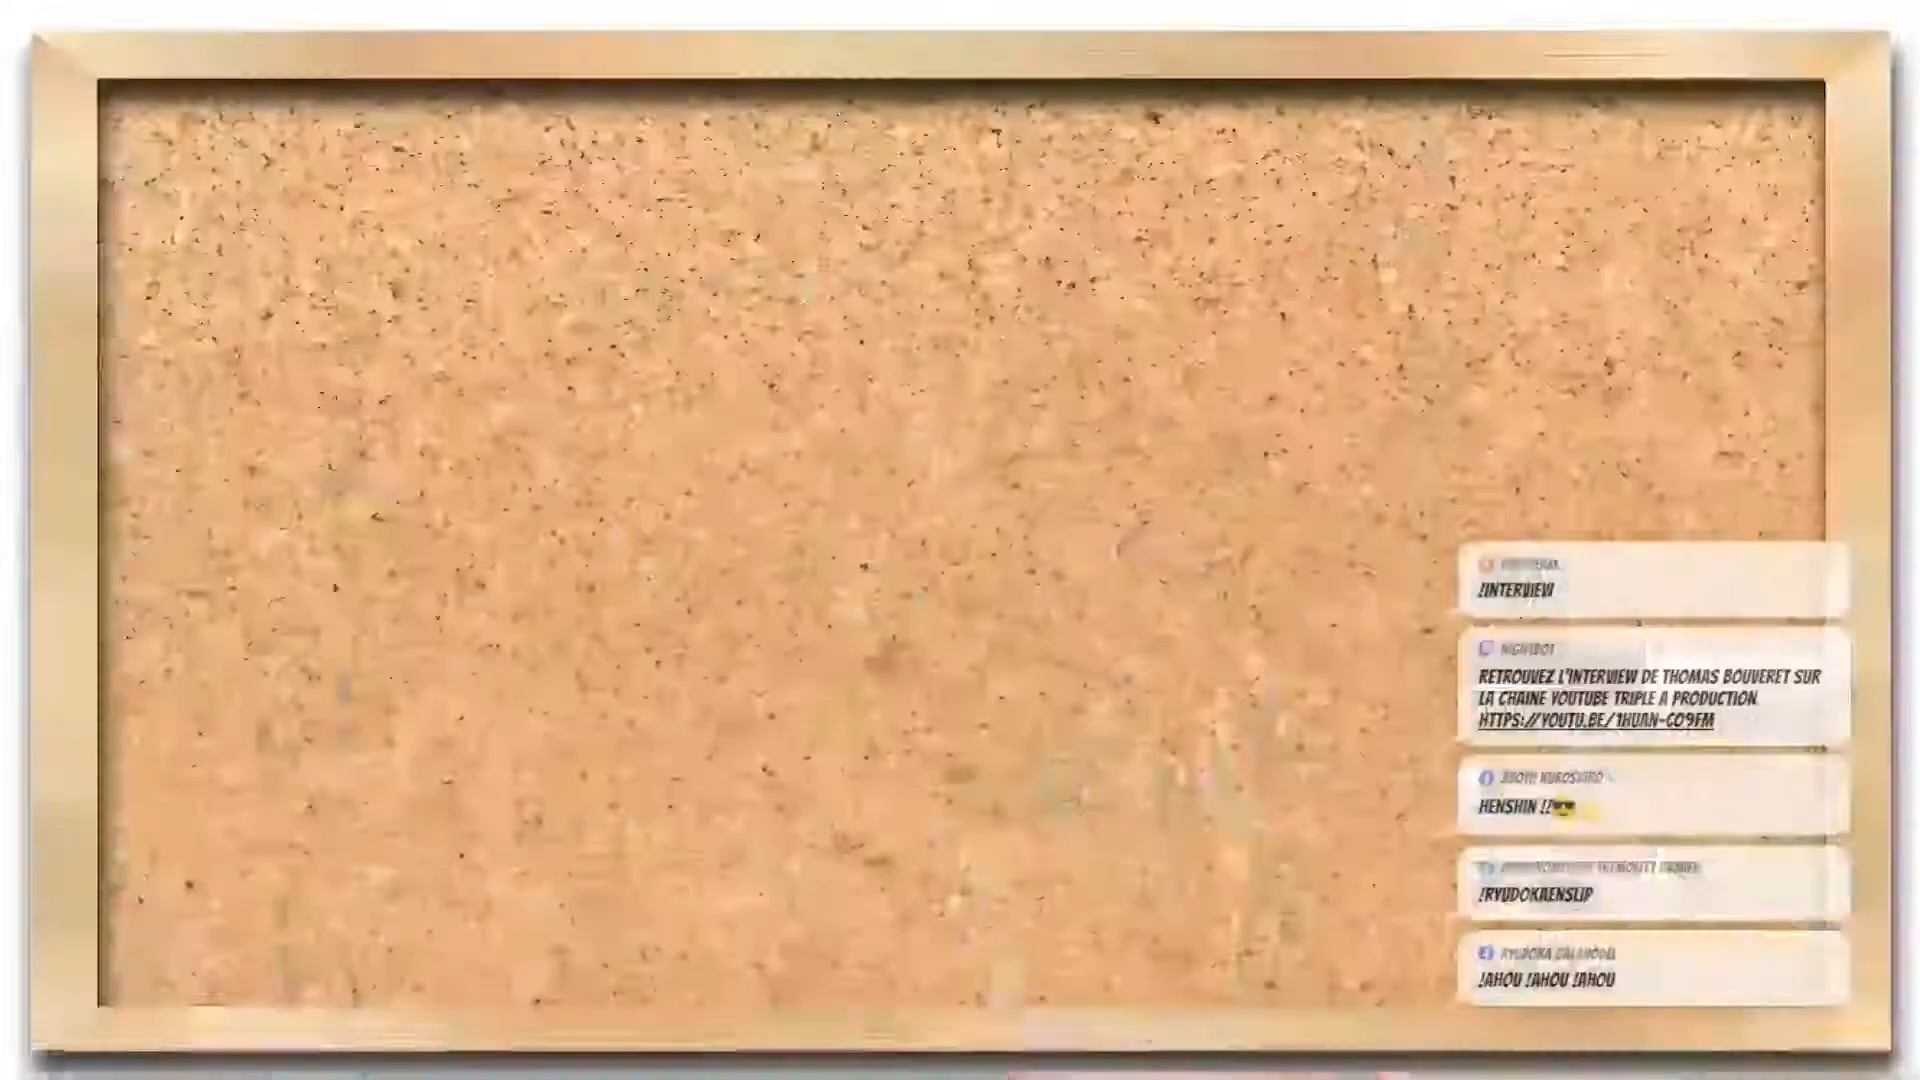 !INTERVIEW
NIGHTBOT
RETROUVEZ L'INTERVIEW DE THOMAS BOUVERET SUR
LA CHAINE YOUTUBE TRIPLE A PRODUCTION
HTTPS://YOUTU.BE/1HUAN-CO9FM
HENSHIN !!😎
!RYUDOKAENSLIP
RYUDOKA
!AHOU !AHOU !AHOU